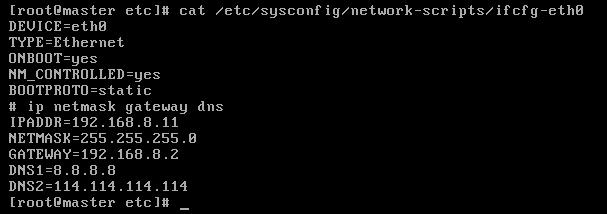 [root@master etc]# cat /etc/sysconfig/network-scripts/ifcfg-eth0
DEVICE=eth0
TYPE=Ethernet
ONBOOT=yes
NM_CONTROLLED=yes
BOOTPROTO=static
# ip netmask gateway dns
IPADDR=192.168.8.11
NETMASK=255.255.255.0
GATEWAY=192.168.8.2
DNS1=8.8.8.8
DNS2=114.114.114.114
[root@master etc]# _